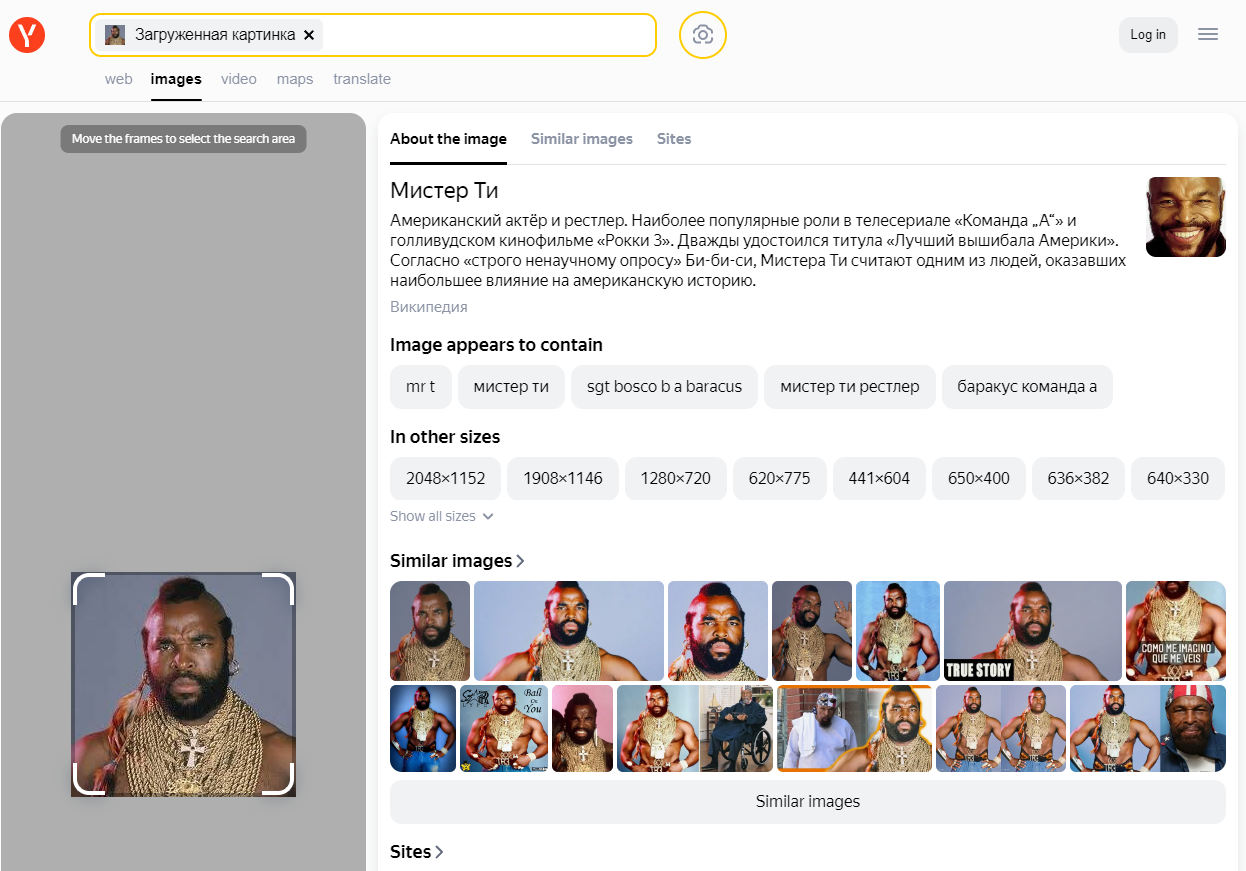 Y
Загруженная картинка
Log in
web images video maps translate
Move the frames to select the search area
About the image Similar images Sites
Мистер Ти
Американский актёр и рестлер. Наиболее популярные роли в телесериале «Команда „А“» и
голливудском кинофильме «Рокки 3». Дважды удостоился титула «Лучший вышибала Америки».
Согласно «строго ненаучному опросу» Би-би-си, Мистера Ти считают одним из людей, оказавших
наибольшее влияние на американскую историю.
Википедия
Image appears to contain
mr t мистер ти sgt bosco b a baracus мистер ти рестлер баракус команда а
In other sizes
2048×1152 1908×1146 1280×720 620×775 441×604 650×400 636×382 640×330
Show all sizes
Similar images
TRUE STORY
COMO ME IMAGINO
QUE ME VEIS
Ball
You
Similar images
Sites